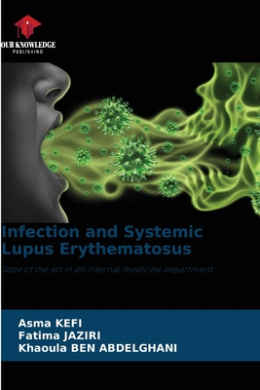 OUR KNOWLEDGE
PUBLISHING
Infection and Systemic
Lupus Erythematosus
State of the art in an internal medicine department.
Asma KEFI
Fatima JAZIRI
Khaoula BEN ABDELGHANI